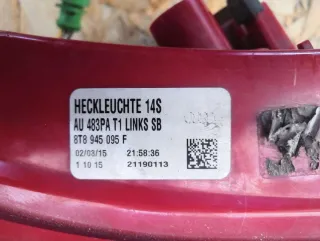 HECKLEUCHTE 14S
AU 483PA T1 LINKS SB
8T8 945 095 F
02/03/15 21:58:36
1 10 15 21190113